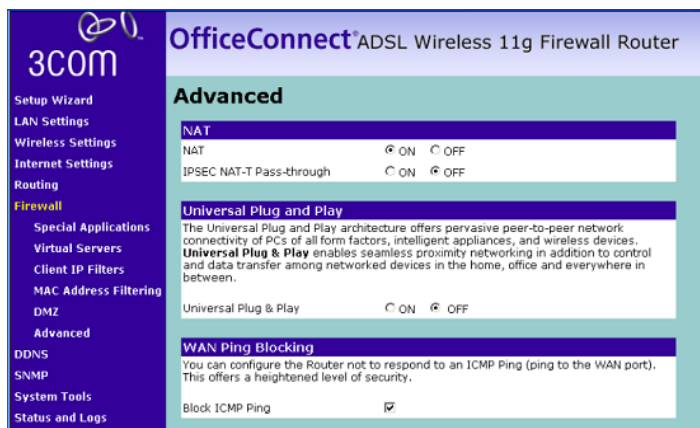 3COM
OfficeConnect® ADSL Wireless 11g Firewall Router
Setup Wizard
LAN Settings
Wireless Settings
Internet Settings
Routing
Firewall
Special Applications
Virtual Servers
Client IP Filters
MAC Address Filtering
DMZ
Advanced
DDNS
SNMP
System Tools
Status and Logs
Advanced
NAT
NAT ON OFF
IPSEC NAT-T Pass-through ON OFF
Universal Plug and Play
The Universal Plug and Play architecture offers pervasive peer-to-peer network
connectivity of PCs of all form factors, intelligent appliances, and wireless devices.
Universal Plug & Play enables seamless proximity networking in addition to control
and data transfer among networked devices in the home, office and everywhere in
between.
Universal Plug & Play ON OFF
WAN Ping Blocking
You can configure the Router not to respond to an ICMP Ping (ping to the WAN port).
This offers a heightened level of security.
Block ICMP Ping